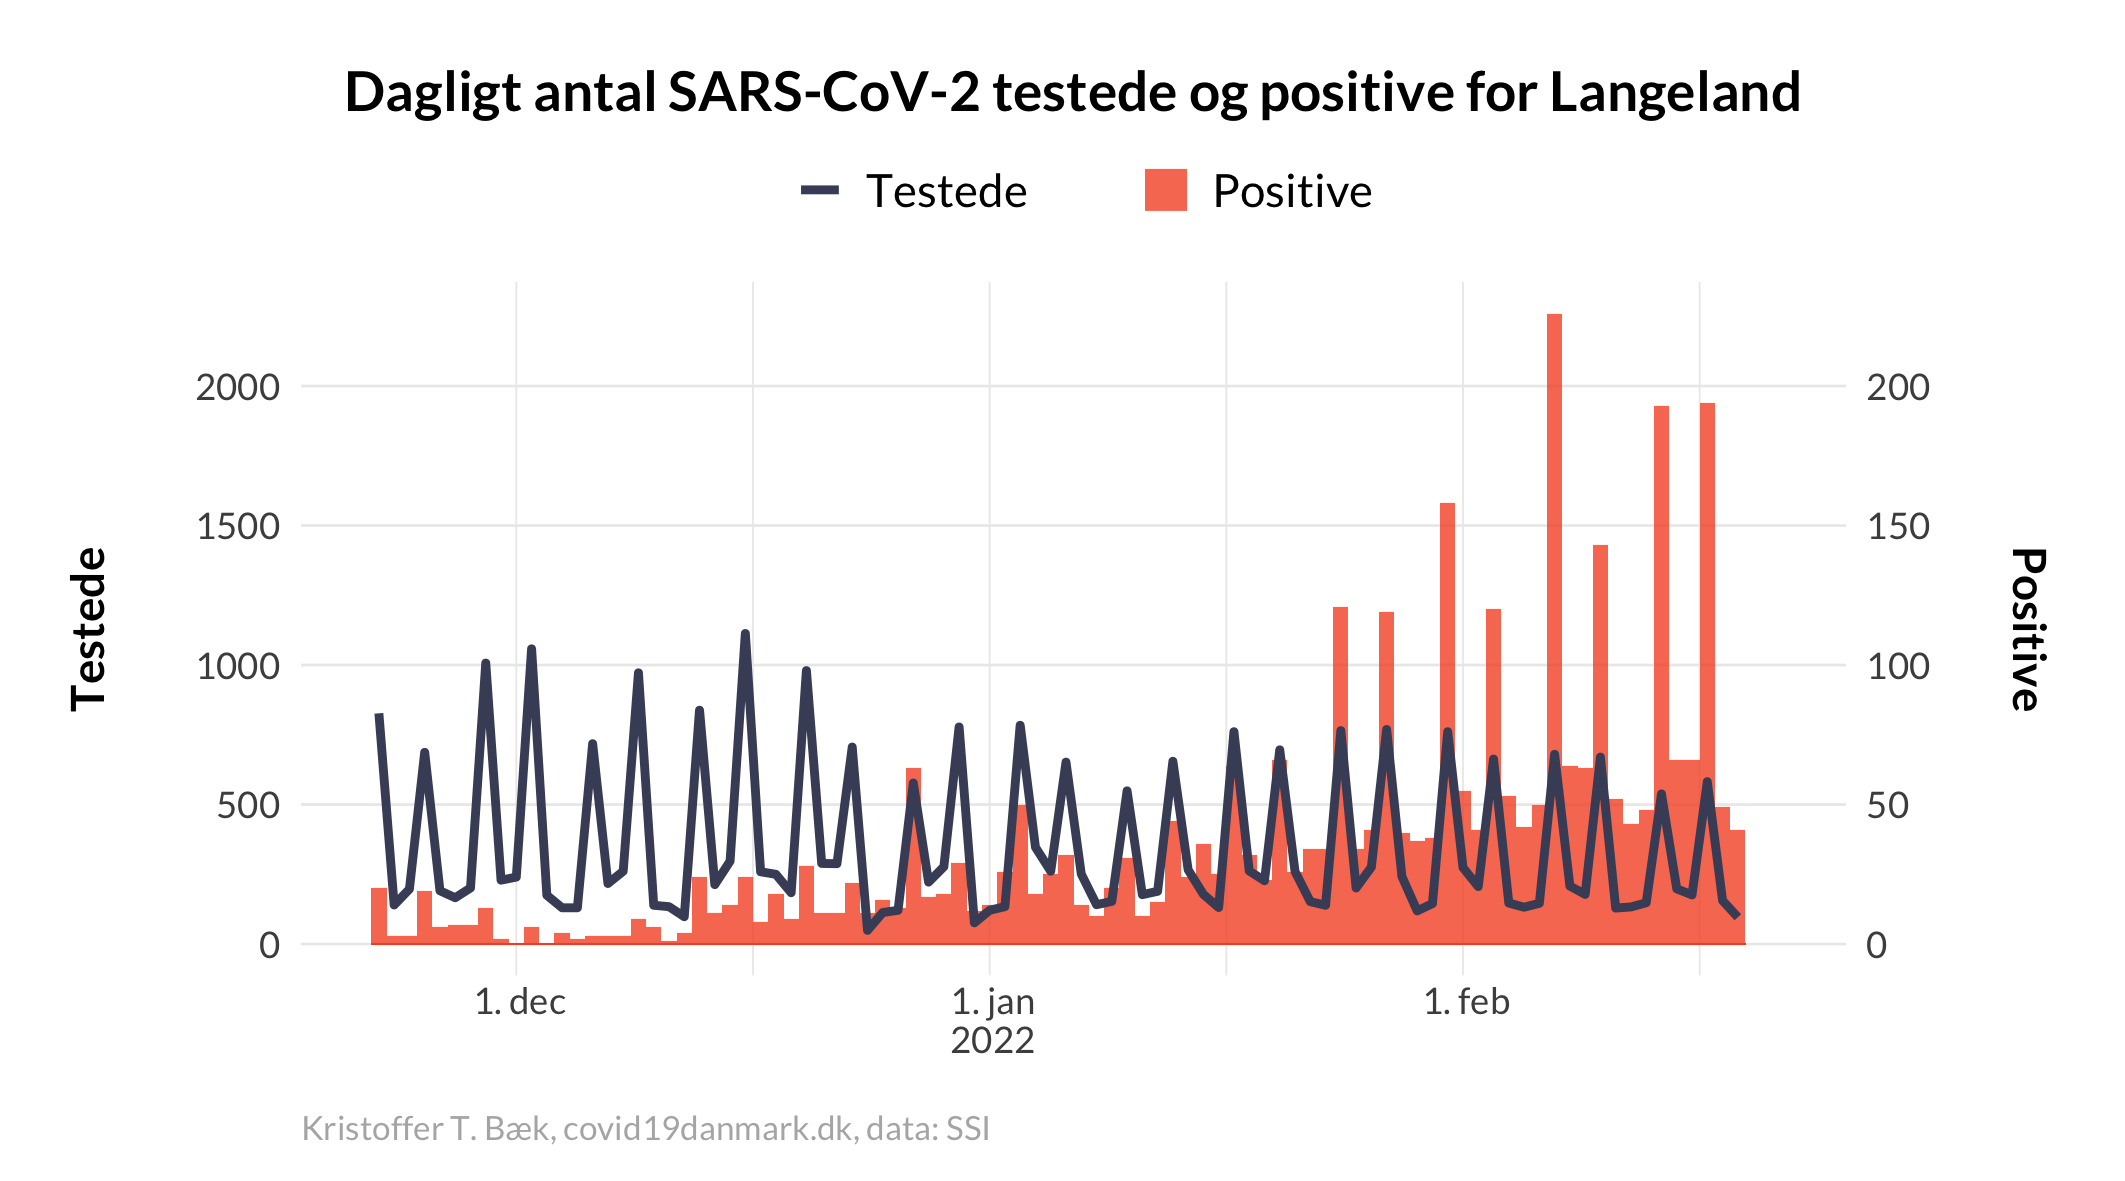 Dagligt antal SARS-CoV-2 testede og positive for Langeland
Testede
Positive
2000
1500
1000
500
0
Testede
200
150
100
50
0
Positive
1. dec
1. jan
2022
1. feb
Kristoffer T. Bæk, covid19danmark.dk, data: SSI